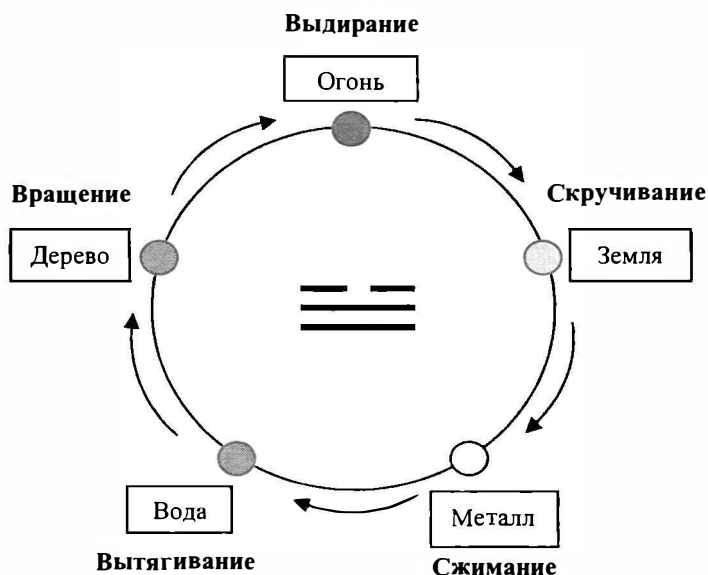 Выдирание
Огонь
Вращение
Скручивание
Дерево
Земля
Вода
Металл
Вытягивание
Сжимание